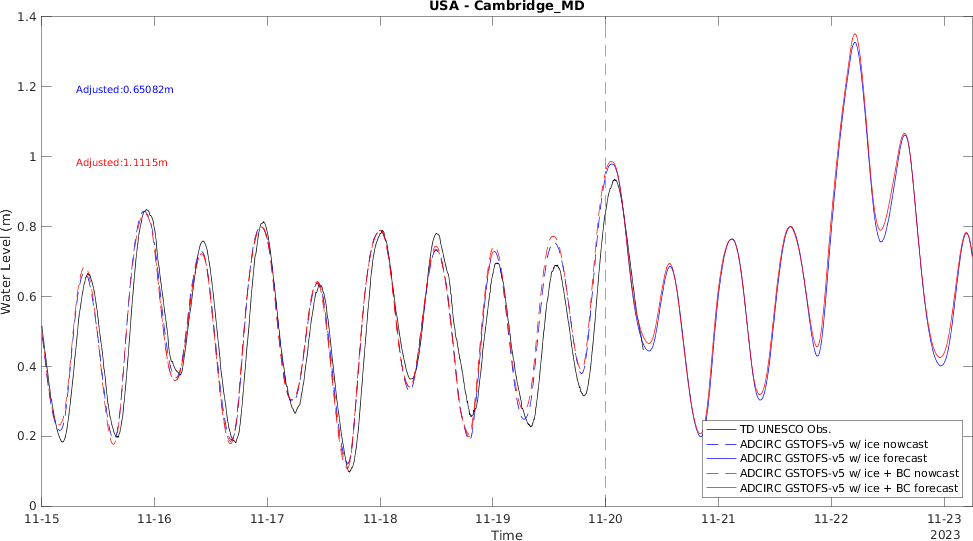 USA - Cambridge_MD
1.4
1.2
1
0.8
0.6
0.4
0.2
0
Water Level (m)
Adjusted:0.65082m
Adjusted:1.1115m
TD UNESCO Obs.
ADCIRC GSTOFS-v5 w/ ice nowcast
ADCIRC GSTOFS-v5 w/ ice forecast
ADCIRC GSTOFS-v5 w/ ice + BC nowcast
ADCIRC GSTOFS-v5 w/ ice + BC forecast
11-15 11-16 11-17 11-18 11-19 11-20 11-21 11-22 11-23
2023
Time